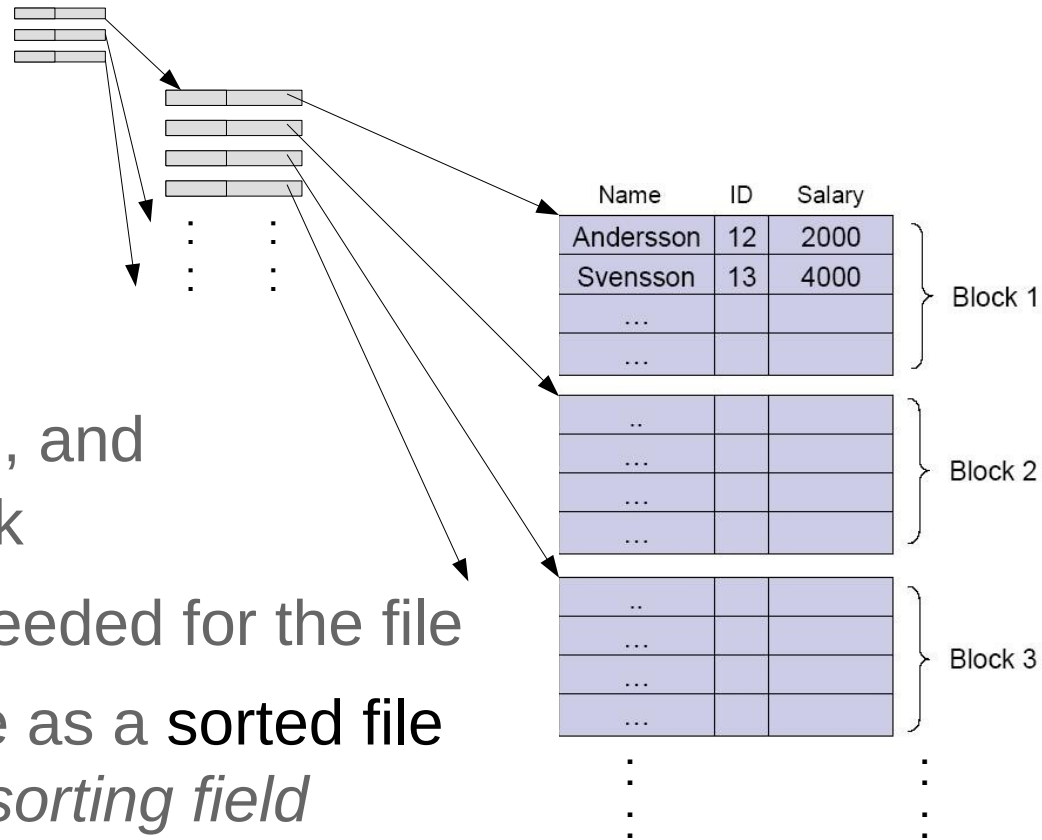 Name ID Salary
Andersson 12 2000
Svensson 13 4000
...
...
Block 1
..
...
...
...
Block 2
..
...
...
...
Block 3
, and
k
eeded for the file
e as a sorted file
sorting field